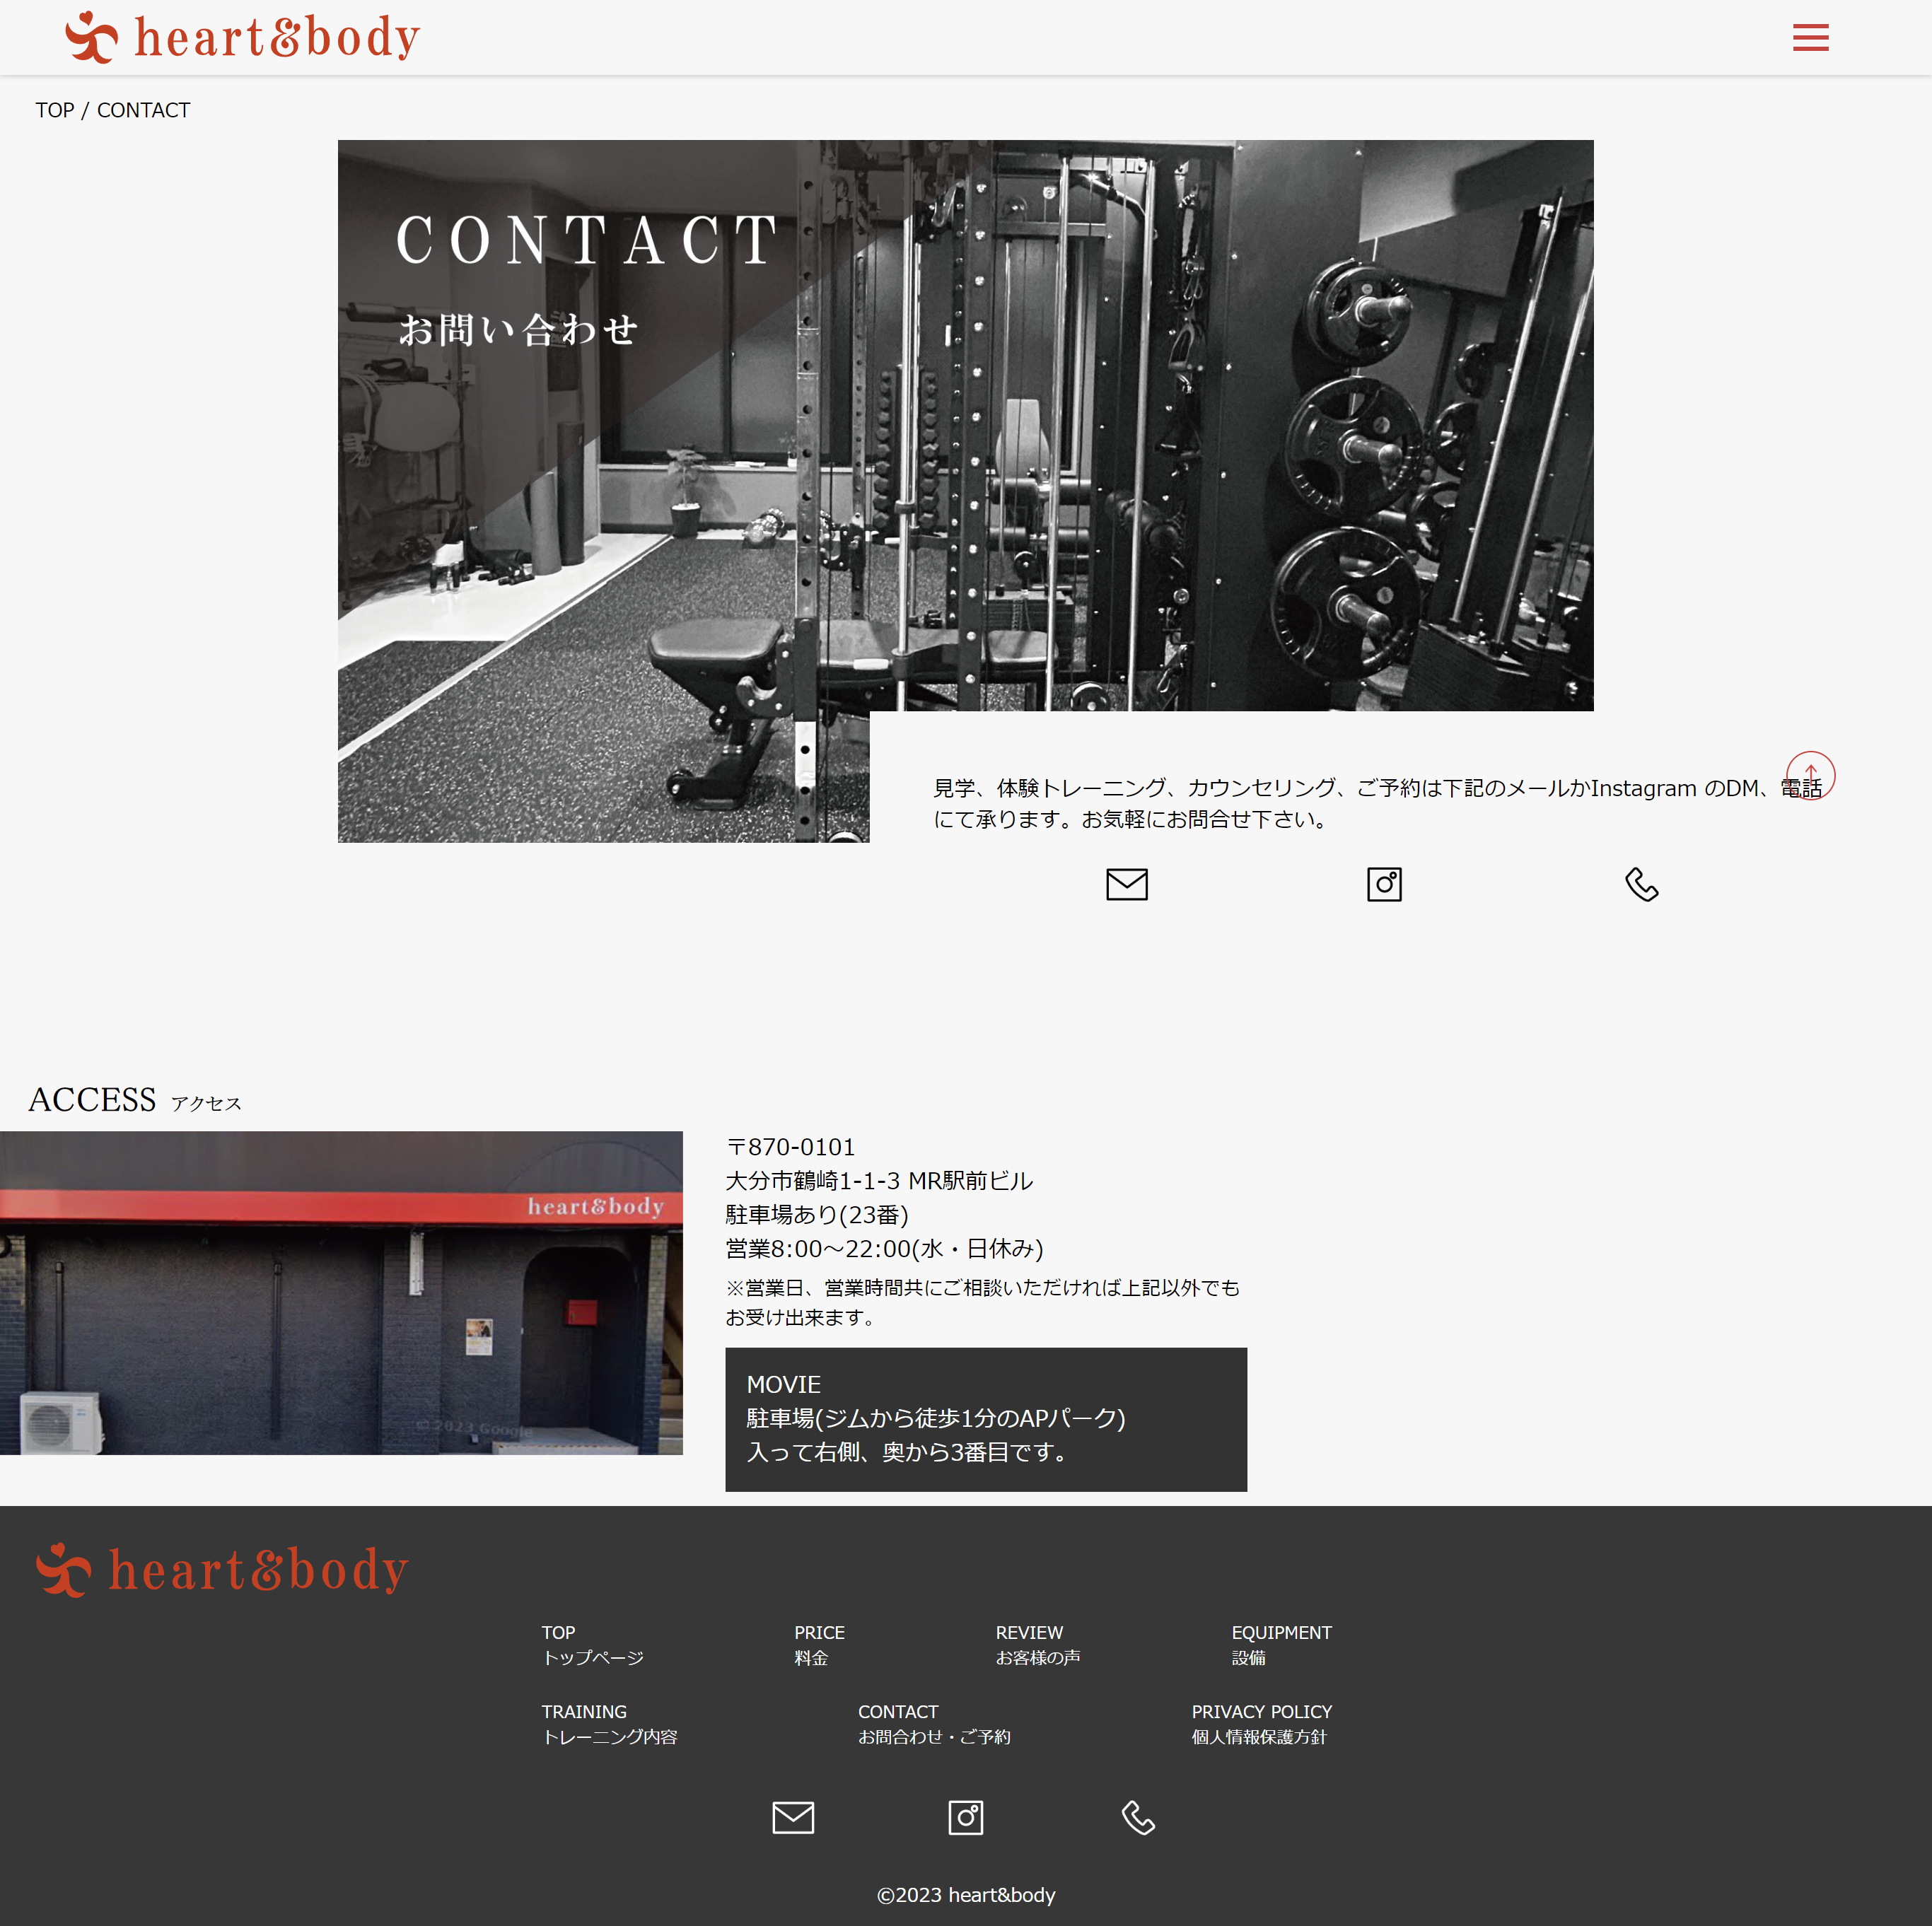 heart&body
TOP / CONTACT
CONTACT
お問い合わせ
見学、体験トレーニング、カウンセリング、ご予約は下記のメールかInstagram のDM、電話
にて承ります。お気軽にお問合せ下さい。
ACCESS アクセス
heart&body
© 2023 Google
〒870-0101
大分市鶴崎1-1-3 MR駅前ビル
駐車場あり(23番)
営業8:00～22:00(水・日休み)
※営業日、営業時間共にご相談いただければ上記以外でも
お受け出来ます。
MOVIE
駐車場(ジムから徒歩1分のAPパーク)
入って右側、奥から3番目です。
heart&body
TOP PRICE REVIEW EQUIPMENT
トップページ 料金 お客様の声 設備
TRAINING CONTACT PRIVACY POLICY
トレーニング内容 お問合わせ・ご予約 個人情報保護方針
©2023 heart&body